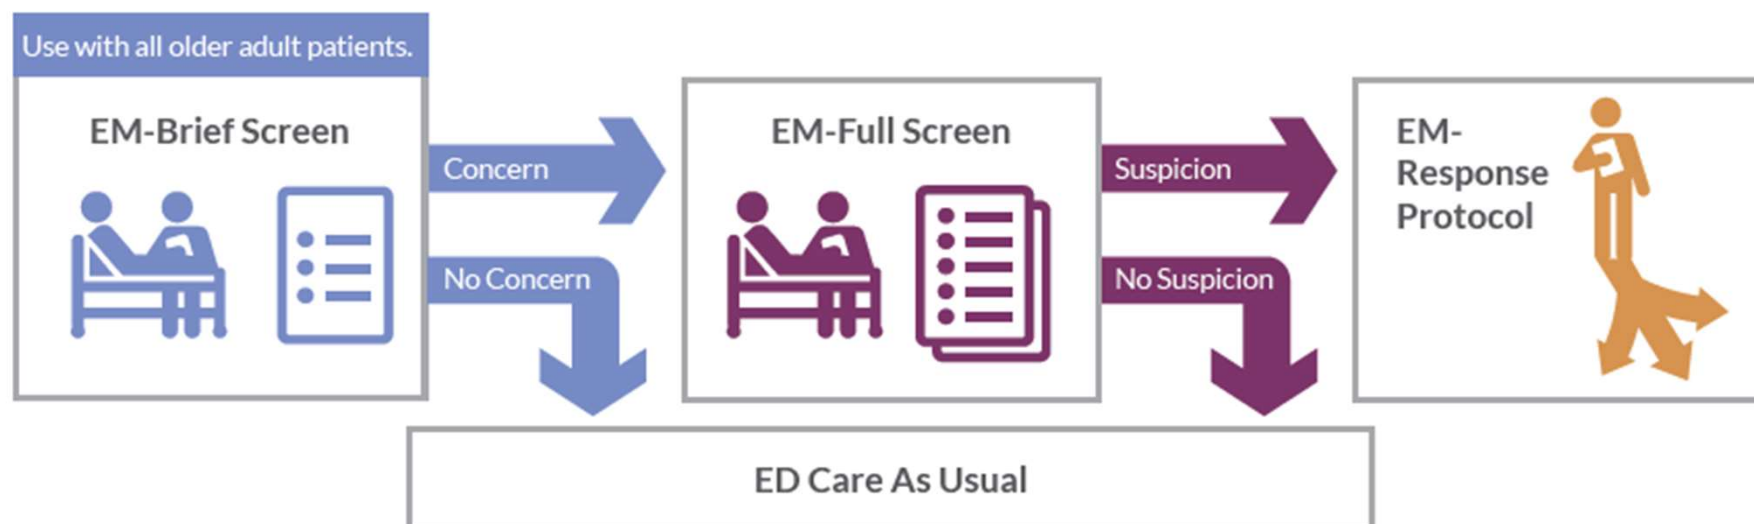 Use with all older adult patients.
EM-Brief Screen
Concern
No Concern
EM-Full Screen
Suspicion
No Suspicion
EM-
Response
Protocol
ED Care As Usual